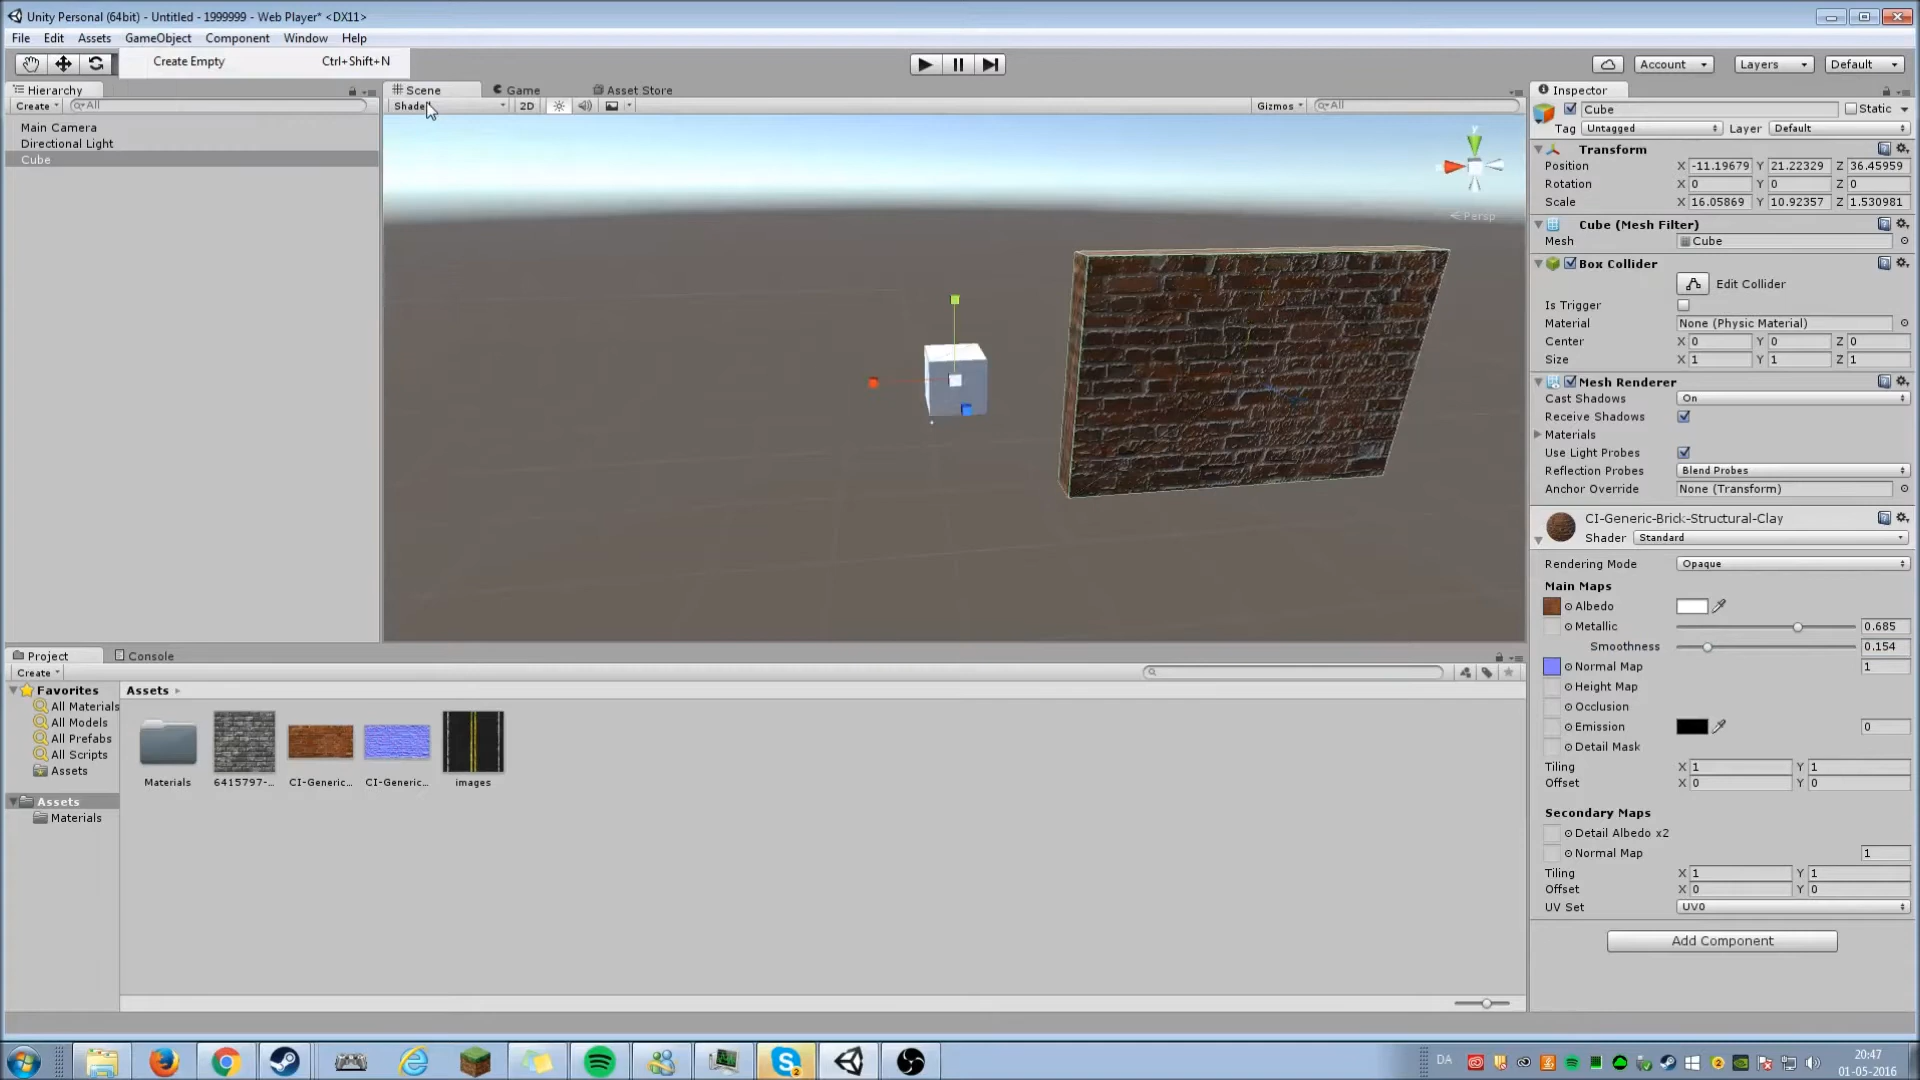 Unity Personal (64bit) - Untitled - 1999999 - Web Player* <DX11>
File Edit Assets GameObject Component Window Help
Create Empty Ctrl+Shift+N
Account Layers Default
Hierarchy
Create All
Main Camera
Directional Light
Cube
Scene Game Asset Store
Shaded 2D Gizmos All
y
Persp
Inspector
Cube Static
Tag Untagged Layer Default
Transform
Position X -11.19679 Y 21.22329 Z 36.45959
Rotation X 0 Y 0 Z 0
Scale X 16.05869 Y 10.92357 Z 1.530981
Cube (Mesh Filter)
Mesh Cube
Box Collider
Edit Collider
Is Trigger
Material None (Physic Material)
Center X 0 Y 0 Z 0
Size X 1 Y 1 Z 1
Mesh Renderer
Cast Shadows On
Receive Shadows
Materials
Use Light Probes
Reflection Probes Blend Probes
Anchor Override None (Transform)
CI-Generic-Brick-Structural-Clay
Shader Standard
Rendering Mode Opaque
Main Maps
Albedo
Metallic 0.685
Smoothness 0.154
Normal Map 1
Height Map
Occlusion
Emission 0
Detail Mask
Tiling X 1 Y 1
Offset X 0 Y 0
Secondary Maps
Detail Albedo x2
Normal Map 1
Tiling X 1 Y 1
Offset X 0 Y 0
UV Set UV0
Add Component
Project Console
Create
Favorites
All Materials
All Models
All Prefabs
All Scripts
Assets
Assets
Materials
Assets
Materials 6415797-... CI-Generic... CI-Generic... images
DA
20:47
01-05-2016